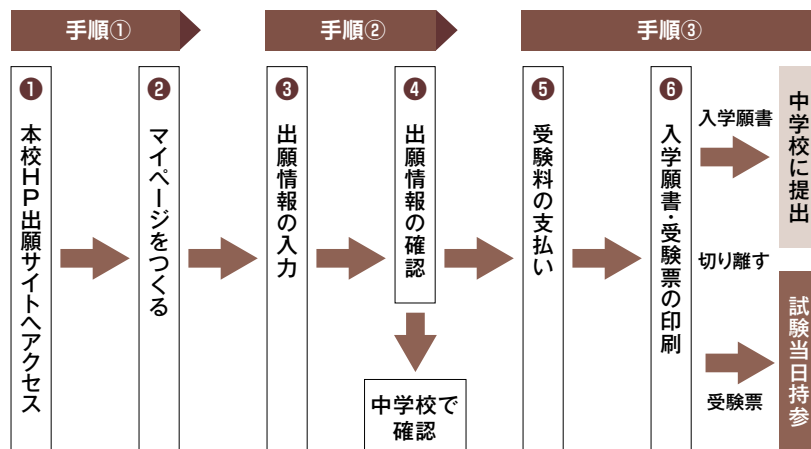 手順①
手順②
手順③
❶
本校HP出願サイトへアクセス
❷
マイページをつくる
❸
出願情報の入力
❹
出願情報の確認
中学校で
確認
❺
受験料の支払い
❻
入学願書・受験票の印刷
入学願書
中学校に提出
切り離す
受験票
試験当日持参